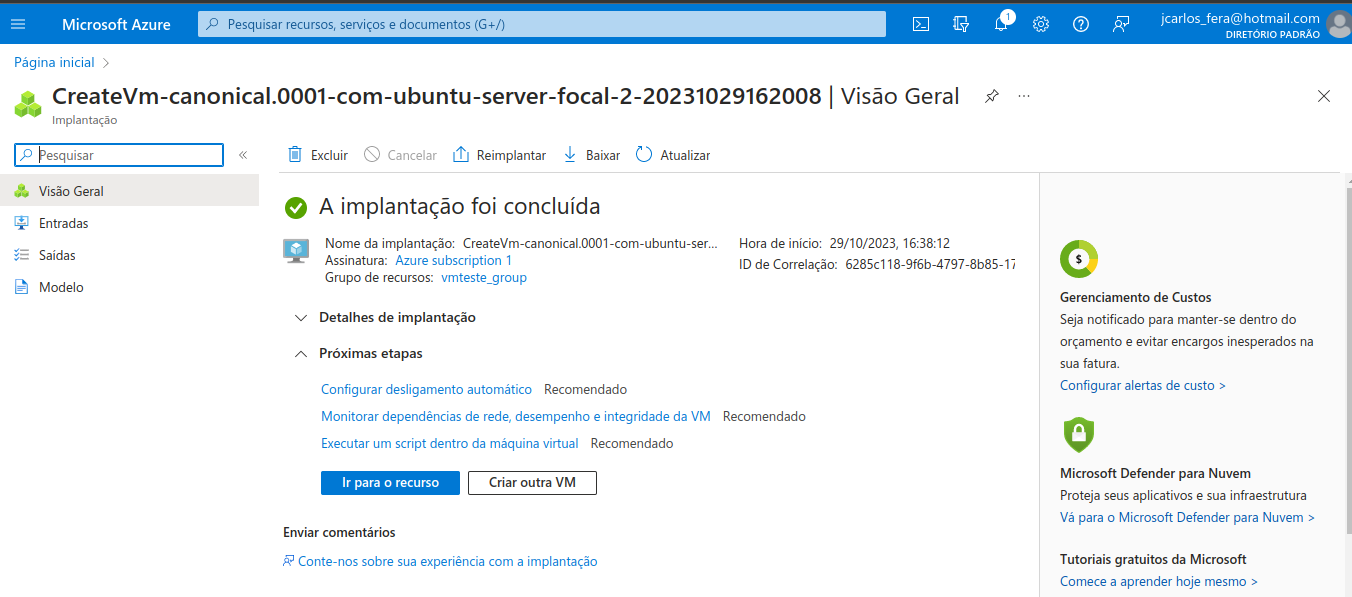 Microsoft Azure
Pesquisar recursos, serviços e documentos (G+/)
1
jcarlos_fera@hotmail.com
DIRETÓRIO PADRÃO
Página inicial >
CreateVm-canonical.0001-com-ubuntu-server-focal-2-20231029162008 | Visão Geral ...
Implantação
Pesquisar «
Excluir Cancelar Reimplantar Baixar Atualizar
Visão Geral
Entradas
Saídas
Modelo
A implantação foi concluída
Nome da implantação: CreateVm-canonical.0001-com-ubuntu-ser...
Assinatura: Azure subscription 1
Grupo de recursos: vmteste_group
Hora de início: 29/10/2023, 16:38:12
ID de Correlação: 6285c118-9f6b-4797-8b85-17
Detalhes de implantação
Próximas etapas
Configurar desligamento automático Recomendado
Monitorar dependências de rede, desempenho e integridade da VM Recomendado
Executar um script dentro da máquina virtual Recomendado
Ir para o recurso Criar outra VM
Enviar comentários
Conte-nos sobre sua experiência com a implantação
$
Gerenciamento de Custos
Seja notificado para manter-se dentro do
orçamento e evitar encargos inesperados na
sua fatura.
Configurar alertas de custo >
Microsoft Defender para Nuvem
Proteja seus aplicativos e sua infraestrutura
Vá para o Microsoft Defender para Nuvem >
Tutoriais gratuitos da Microsoft
Comece a aprender hoje mesmo >